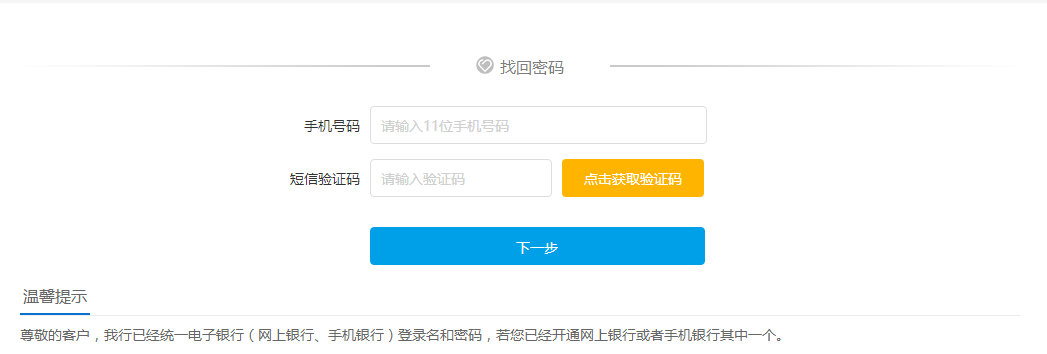 找回密码
手机号码 请输入11位手机号码
短信验证码 请输入验证码 点击获取验证码
下一步
温馨提示
尊敬的客户，我行已经统一电子银行（网上银行、手机银行）登录名和密码，若您已经开通网上银行或者手机银行其中一个。